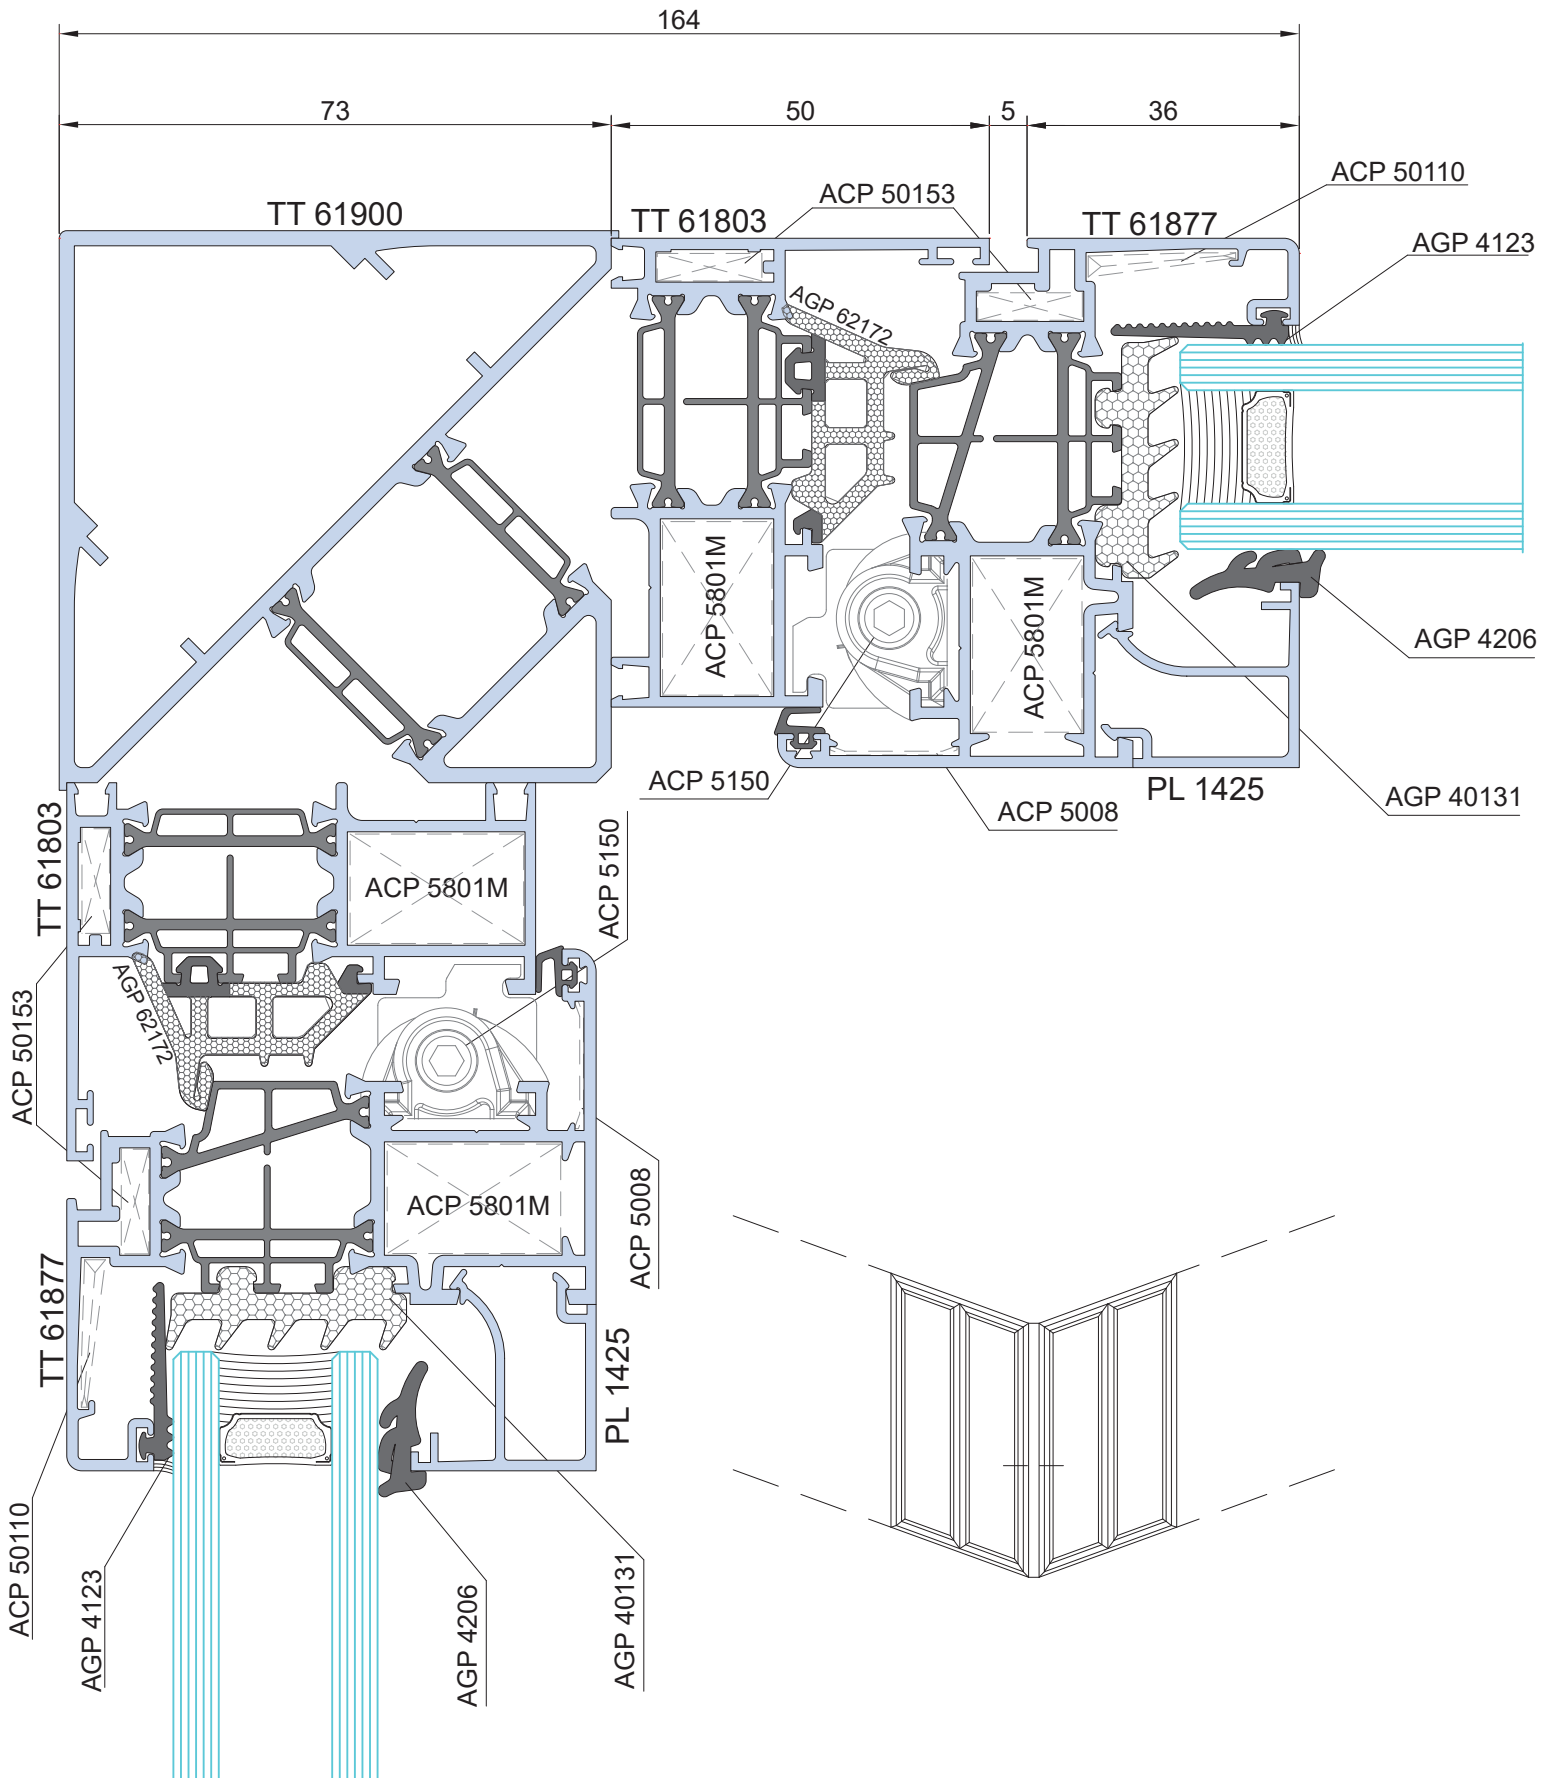 164
73
50
5
36
ACP 50110
ACP 50153
TT 61900
TT 61803
TT 61877
AGP 4123
AGP 62172
ACP 5801M
ACP 5801M
AGP 4206
ACP 5150
ACP 5008
PL 1425
AGP 40131
TT 61803
ACP 5801M
ACP 5150
AGP 62172
ACP 50153
ACP 5801M
ACP 5008
TT 61877
PL 1425
ACP 50110
AGP 4123
AGP 4206
AGP 40131